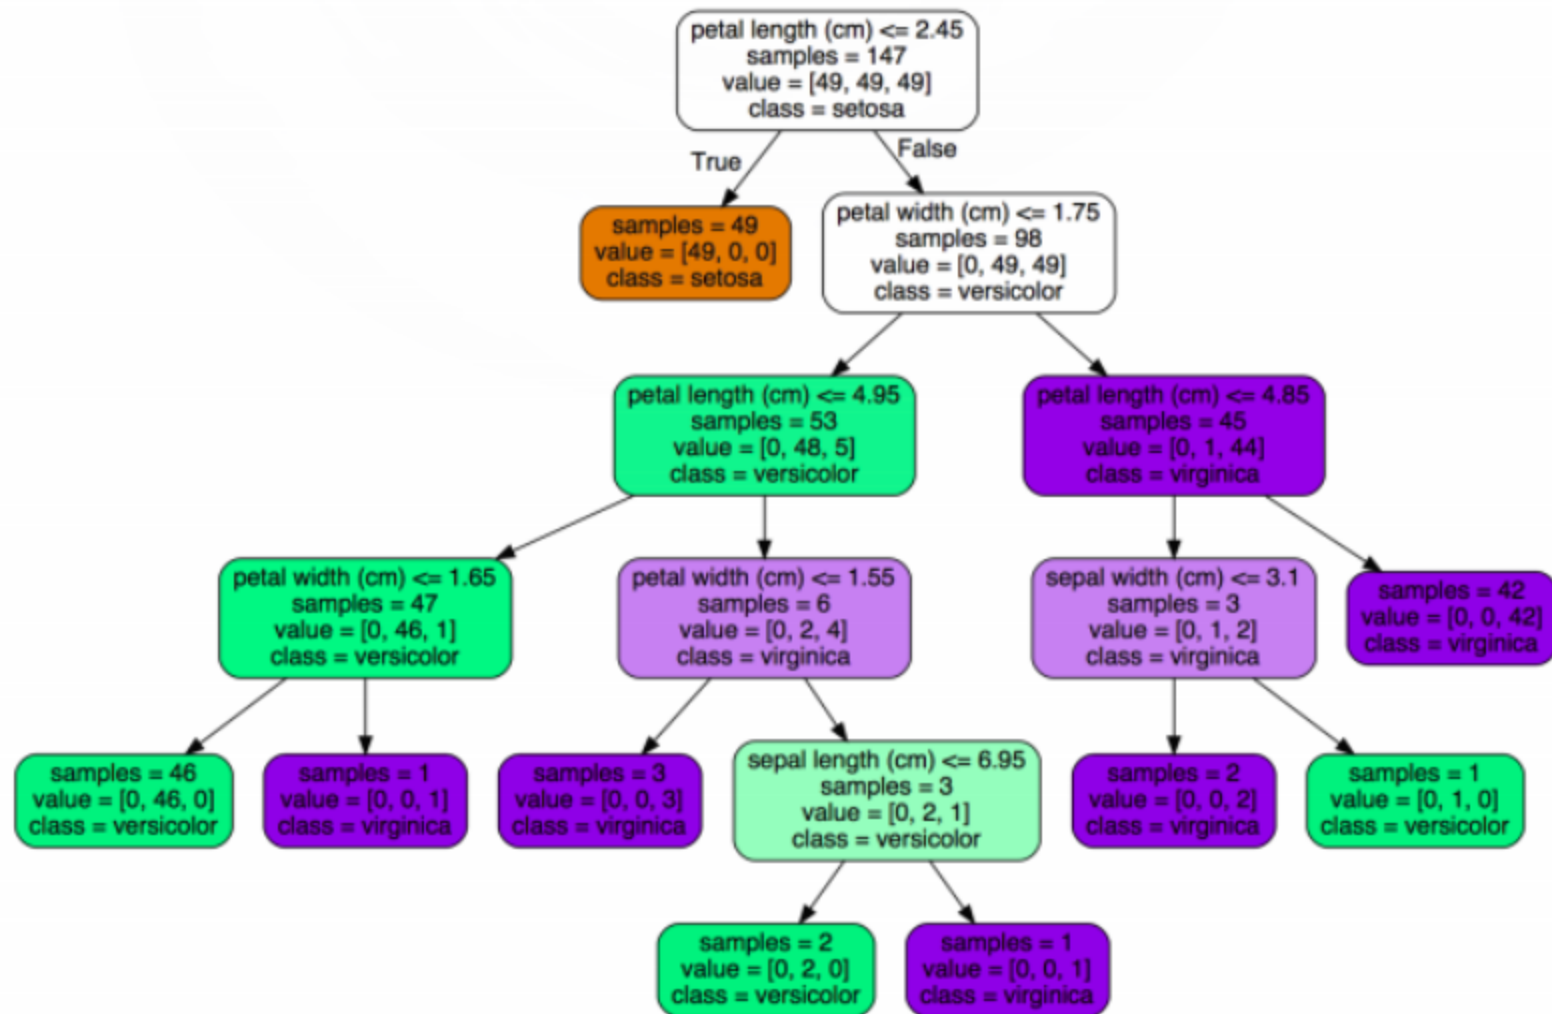 petal length (cm) <= 2.45
samples = 147
value = [49, 49, 49]
class = setosa
True
False
samples = 49
value = [49, 0, 0]
class = setosa
petal width (cm) <= 1.75
samples = 98
value = [0, 49, 49]
class = versicolor
petal length (cm) <= 4.95
samples = 53
value = [0, 48, 5]
class = versicolor
petal length (cm) <= 4.85
samples = 45
value = [0, 1, 44]
class = virginica
petal width (cm) <= 1.65
samples = 47
value = [0, 46, 1]
class = versicolor
petal width (cm) <= 1.55
samples = 6
value = [0, 2, 4]
class = virginica
sepal width (cm) <= 3.1
samples = 3
value = [0, 1, 2]
class = virginica
samples = 42
value = [0, 0, 42]
class = virginica
samples = 46
value = [0, 46, 0]
class = versicolor
samples = 1
value = [0, 0, 1]
class = virginica
samples = 3
value = [0, 0, 3]
class = virginica
sepal length (cm) <= 6.95
samples = 3
value = [0, 2, 1]
class = versicolor
samples = 2
value = [0, 0, 2]
class = virginica
samples = 1
value = [0, 1, 0]
class = versicolor
samples = 2
value = [0, 2, 0]
class = versicolor
samples = 1
value = [0, 0, 1]
class = virginica